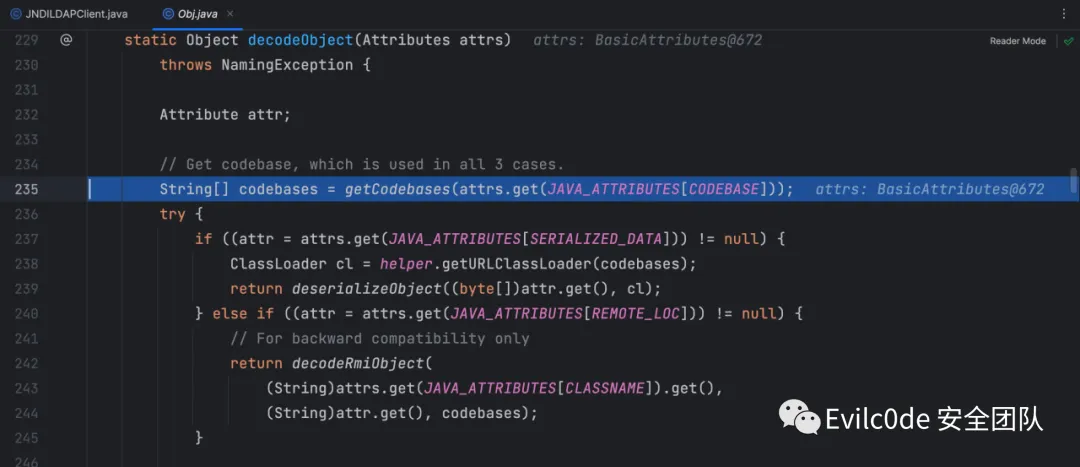 JNDILDAPClient.java Obj.java
Reader Mode
229 @ static Object decodeObject(Attributes attrs) attrs: BasicAttributes@672
230 throws NamingException {
231
232 Attribute attr;
233
234 // Get codebase, which is used in all 3 cases.
235 String[] codebases = getCodebases(attrs.get(JAVA_ATTRIBUTES[CODEBASE])); attrs: BasicAttributes@672
236 try {
237 if ((attr = attrs.get(JAVA_ATTRIBUTES[SERIALIZED_DATA])) != null) {
238 ClassLoader cl = helper.getURLClassLoader(codebases);
239 return deserializeObject((byte[])attr.get(), cl);
240 } else if ((attr = attrs.get(JAVA_ATTRIBUTES[REMOTE_LOC])) != null) {
241 // For backward compatibility only
242 return decodeRmiObject(
243 (String)attrs.get(JAVA_ATTRIBUTES[CLASSNAME]).get(),
244 (String)attr.get(), codebases);
245 }
246
Evilc0de 安全团队